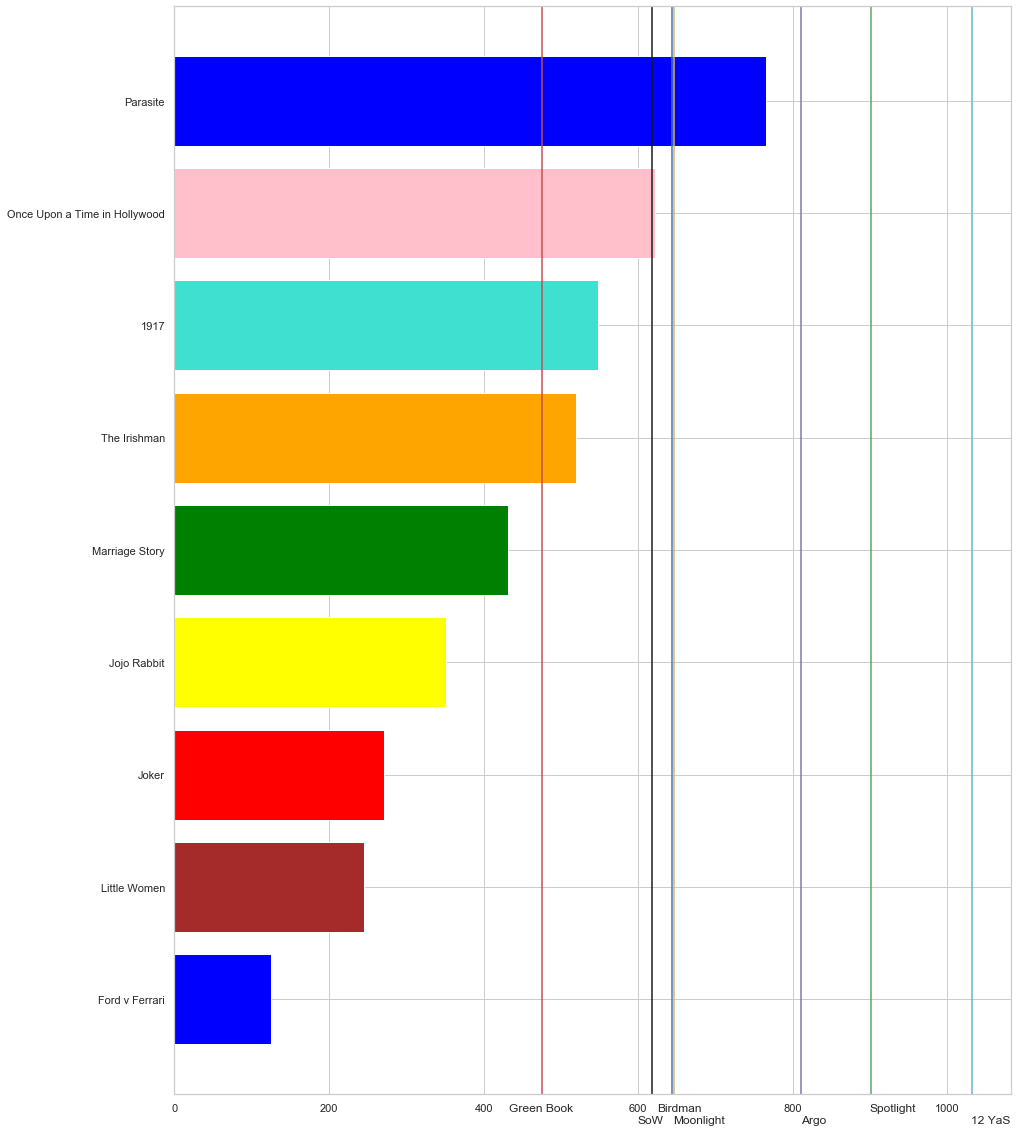 Parasite
Once Upon a Time in Hollywood
1917
The Irishman
Marriage Story
Jojo Rabbit
Joker
Little Women
Ford v Ferrari
0 200 400 Green Book 600 Birdman 800 Spotlight 1000
SoW Moonlight Argo 12 YaS